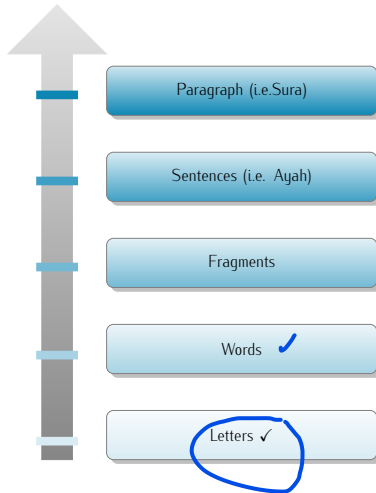 Paragraph (i.e.Sura)
Sentences (i.e. Ayah)
Fragments
Words ✓
Letters ✓